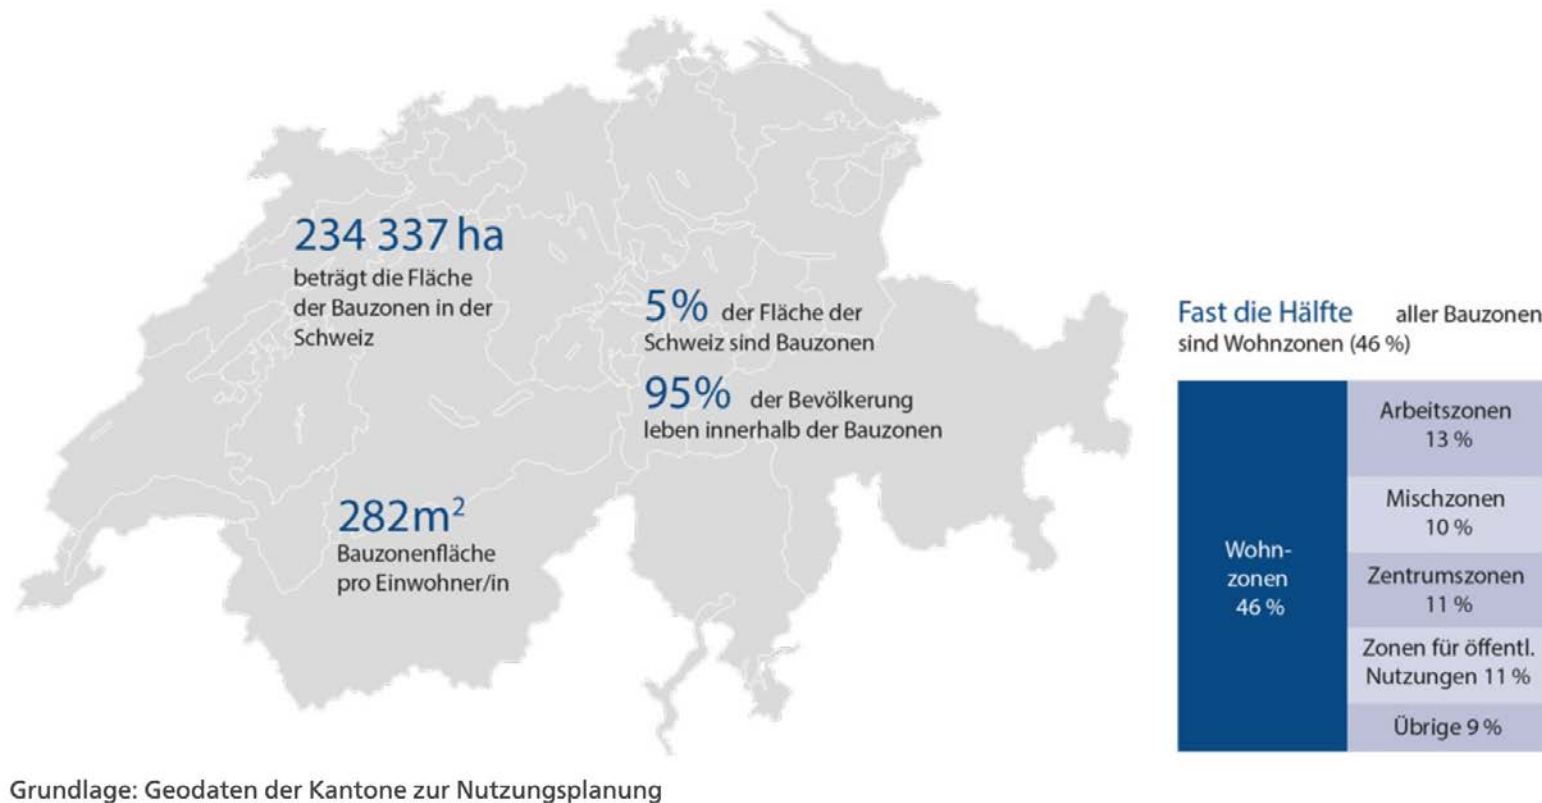 234 337 ha
beträgt die Fläche
der Bauzonen in der
Schweiz
5% der Fläche der
Schweiz sind Bauzonen
95% der Bevölkerung
leben innerhalb der Bauzonen
282m²
Bauzonenfläche
pro Einwohner/in
Fast die Hälfte aller Bauzonen
sind Wohnzonen (46 %)
Wohn-
zonen
46 %
Arbeitszonen
13 %
Mischzonen
10 %
Zentrumszonen
11 %
Zonen für öffentl.
Nutzungen 11 %
Übrige 9 %
Grundlage: Geodaten der Kantone zur Nutzungsplanung